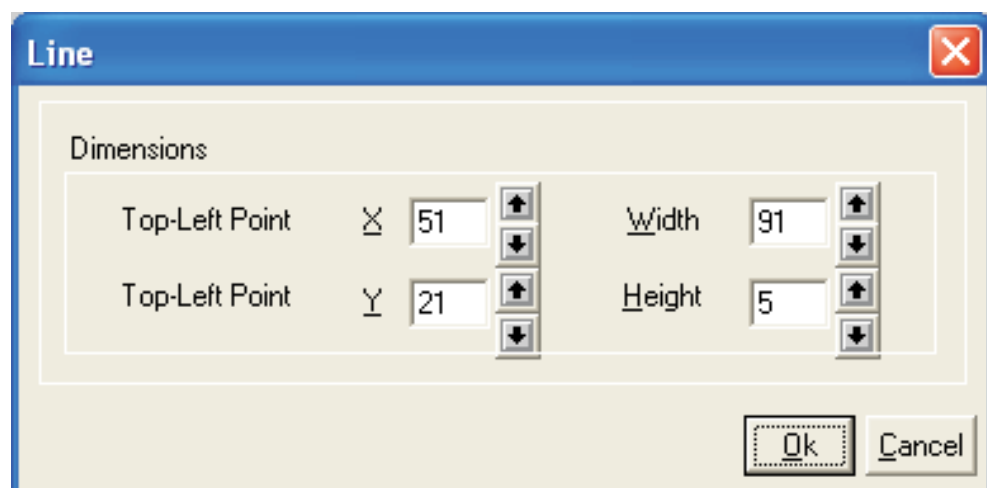 Line
Dimensions
Top-Left Point X 51 Width 91
Top-Left Point Y 21 Height 5
Ok Cancel